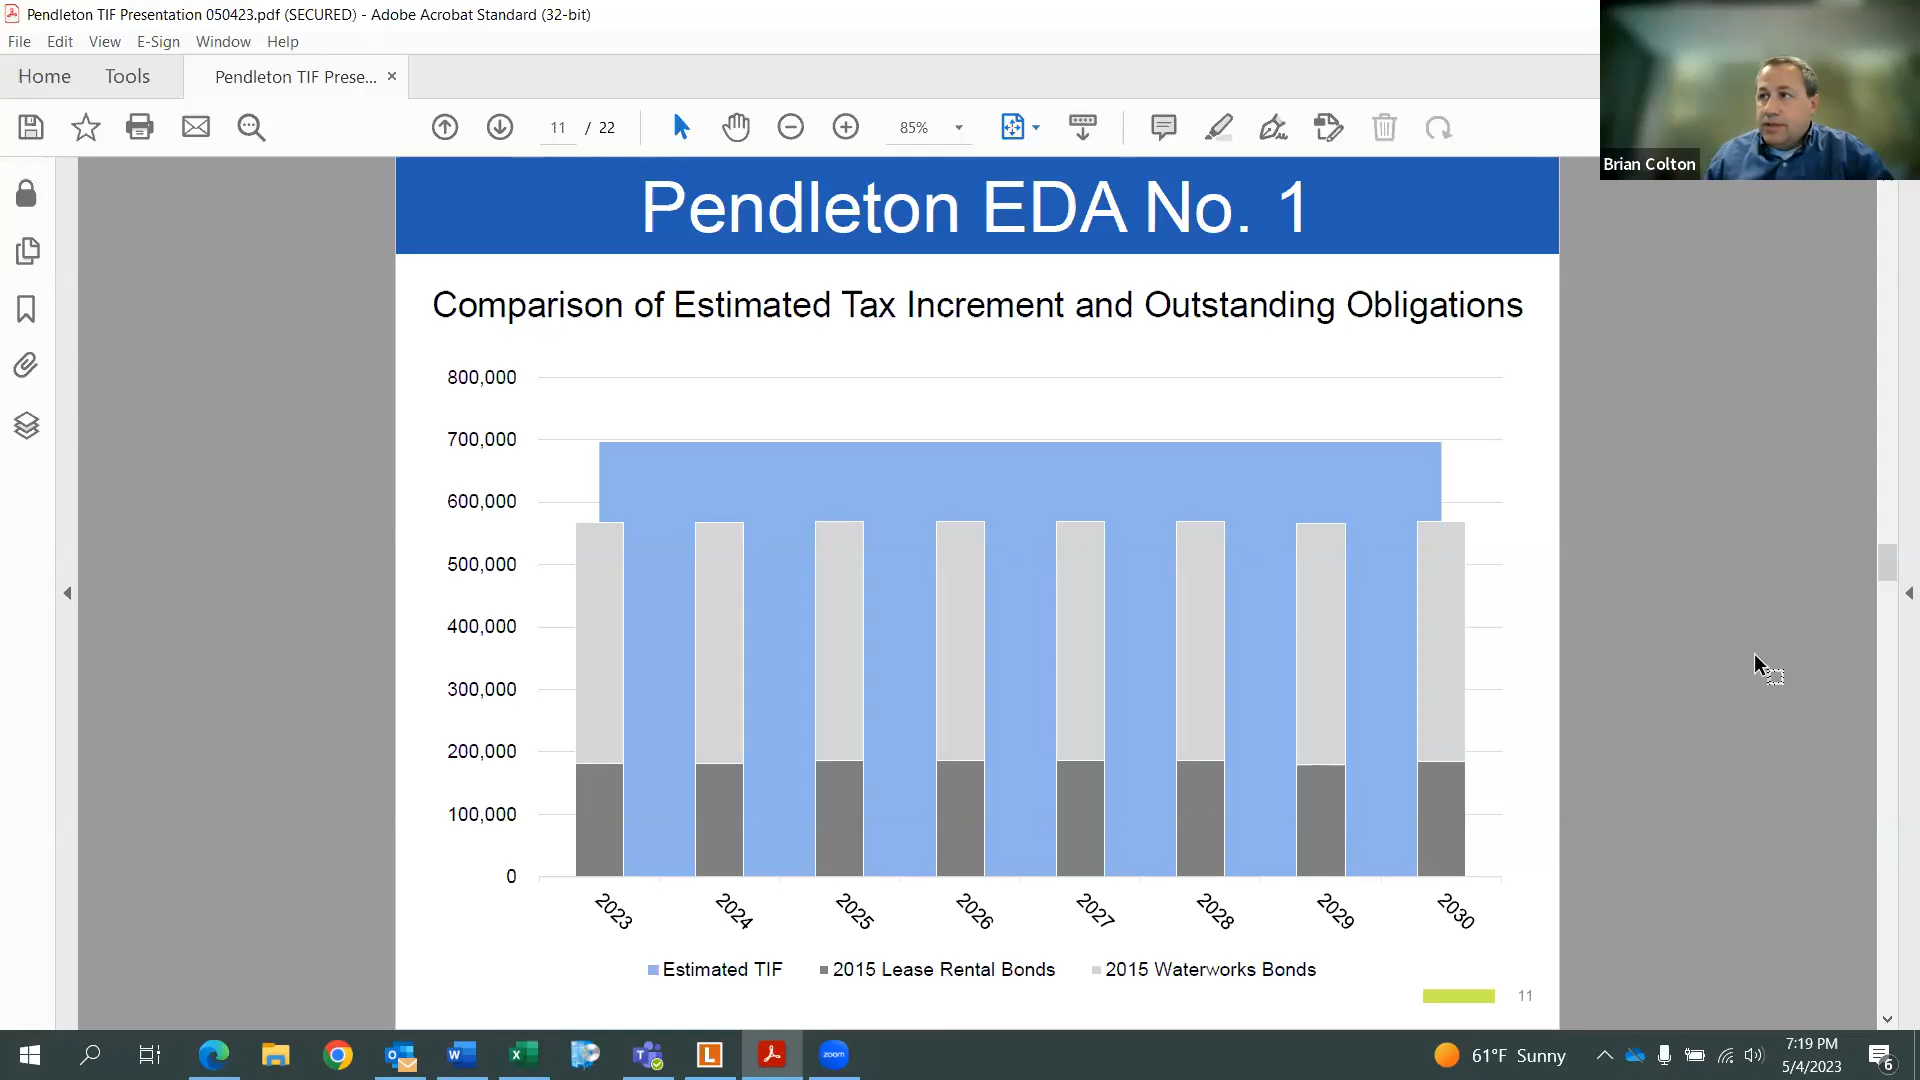 Pendleton TIF Presentation 050423.pdf (SECURED) - Adobe Acrobat Standard (32-bit)
File Edit View E-Sign Window Help
Home Tools Pendleton TIF Prese... ×
11 / 22 85%
Brian Colton
Pendleton EDA No. 1
Comparison of Estimated Tax Increment and Outstanding Obligations
800,000
700,000
600,000
500,000
400,000
300,000
200,000
100,000
0
2023 2024 2025 2026 2027 2028 2029 2030
Estimated TIF 2015 Lease Rental Bonds 2015 Waterworks Bonds
11
61°F Sunny
7:19 PM
5/4/2023
6
zoom